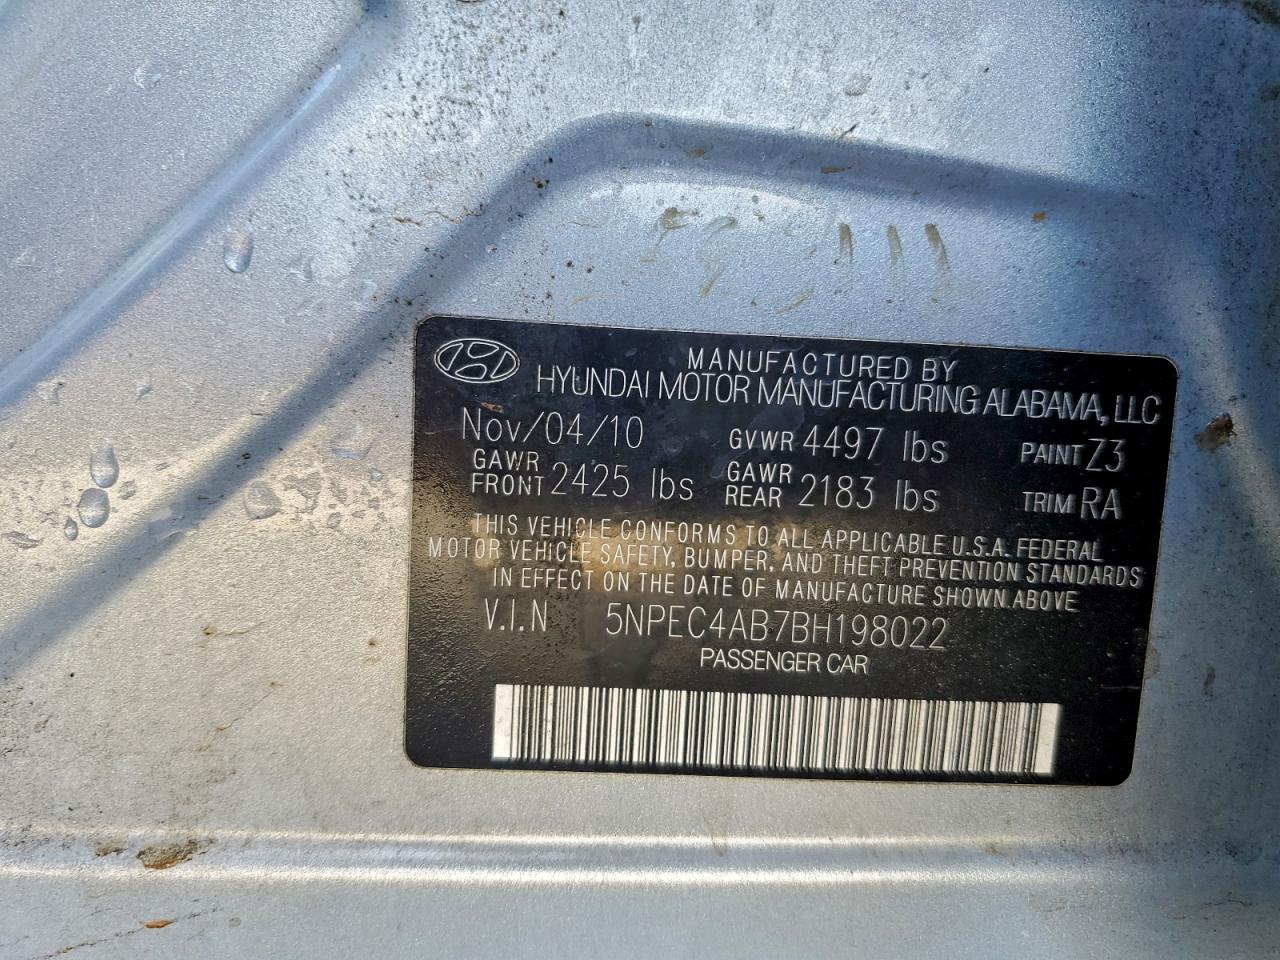 MANUFACTURED BY
HYUNDAI MOTOR MANUFACTURING ALABAMA, LLC
Nov/04/10 GVWR 4497 lbs PAINT Z3
GAWR FRONT 2425 lbs GAWR REAR 2183 lbs TRIM RA
THIS VEHICLE CONFORMS TO ALL APPLICABLE U.S.A. FEDERAL
MOTOR VEHICLE SAFETY, BUMPER, AND THEFT PREVENTION STANDARDS
IN EFFECT ON THE DATE OF MANUFACTURE SHOWN ABOVE
V.I.N 5NPEC4AB7BH198022
PASSENGER CAR